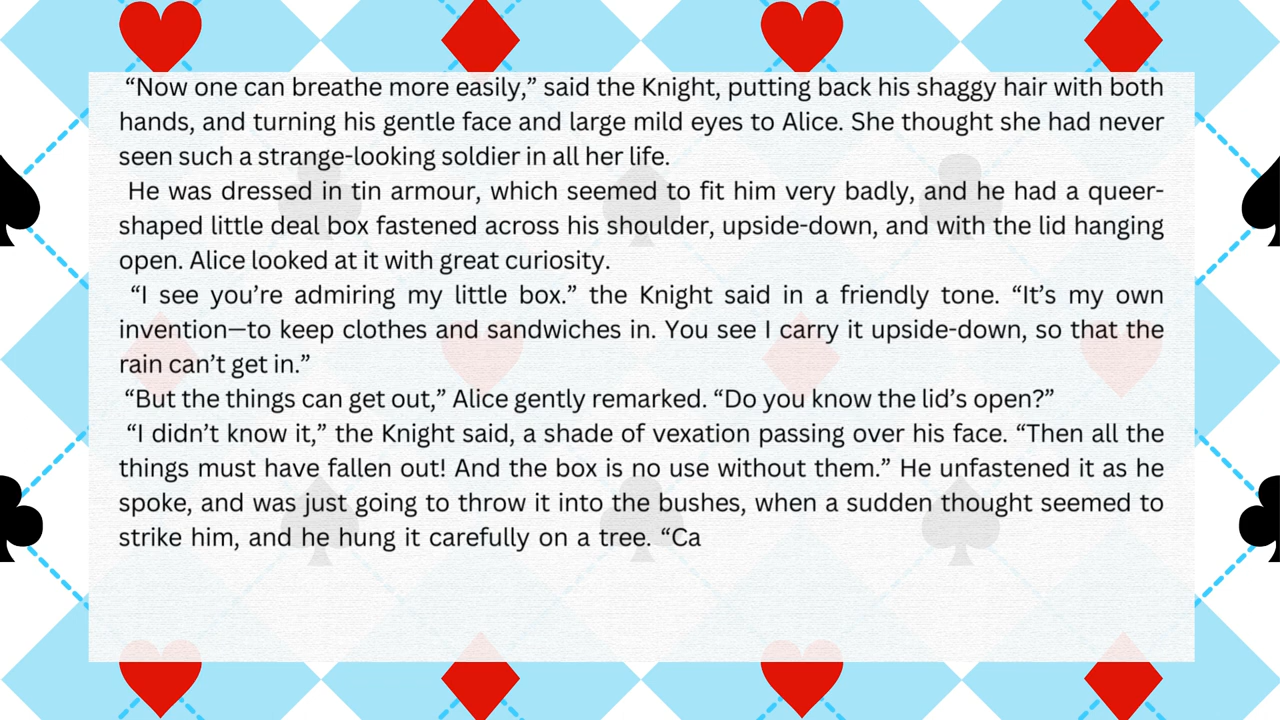 “Now one can breathe more easily,” said the Knight, putting back his shaggy hair with both
hands, and turning his gentle face and large mild eyes to Alice. She thought she had never
seen such a strange-looking soldier in all her life.
He was dressed in tin armour, which seemed to fit him very badly, and he had a queer-
shaped little deal box fastened across his shoulder, upside-down, and with the lid hanging
open. Alice looked at it with great curiosity.
“I see you’re admiring my little box.” the Knight said in a friendly tone. “It’s my own
invention—to keep clothes and sandwiches in. You see I carry it upside-down, so that the
rain can’t get in.”
“But the things can get out,” Alice gently remarked. “Do you know the lid’s open?”
“I didn’t know it,” the Knight said, a shade of vexation passing over his face. “Then all the
things must have fallen out! And the box is no use without them.” He unfastened it as he
spoke, and was just going to throw it into the bushes, when a sudden thought seemed to
strike him, and he hung it carefully on a tree. “Ca